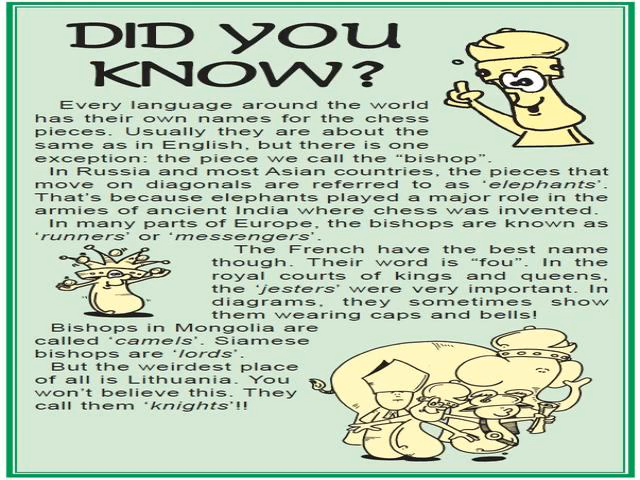 DID YOU
KNOW?
Every language around the world
has their own names for the chess
pieces. Usually they are about the
same as in English, but there is one
exception: the piece we call the “bishop”.
In Russia and most Asian countries, the pieces that
move on diagonals are referred to as ‘elephants’.
That’s because elephants played a major role in the
armies of ancient India where chess was invented.
In many parts of Europe, the bishops are known as
‘runners’ or ‘messengers’.
The French have the best name
though. Their word is “fou”. In the
royal courts of kings and queens,
the ‘jesters’ were very important. In
diagrams, they sometimes show
them wearing caps and bells!
Bishops in Mongolia are
called ‘camels’. Siamese
bishops are ‘lords’.
But the weirdest place
of all is Lithuania. You
won’t believe this. They
call them ‘knights’!!